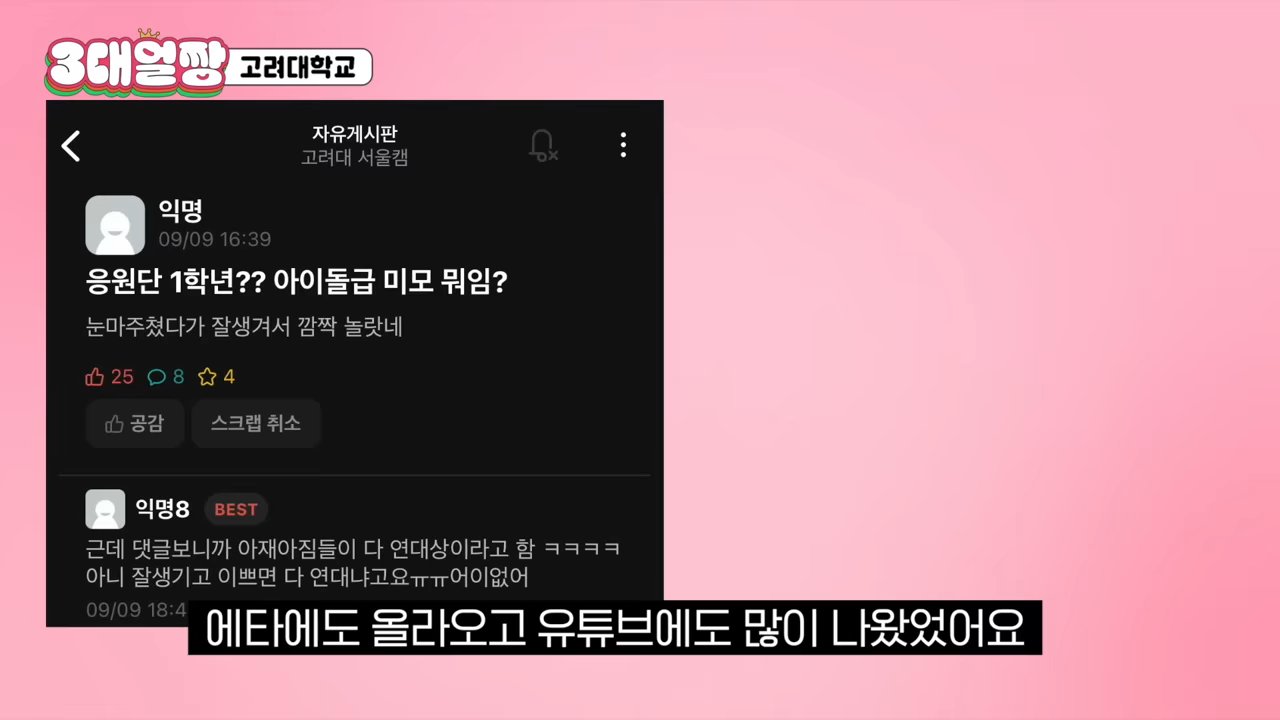 3대얼짱 고려대학교
자유게시판
고려대 서울캠
익명
09/09 16:39
응원단 1학년?? 아이돌급 미모 뭐임?
눈마주쳤다가 잘생겨서 깜짝 놀랏네
25 8 4
공감 스크랩 취소
익명8 BEST
근데 댓글보니까 아재아짐들이 다 연대상이라고 함 ㅋㅋㅋㅋ
아니 잘생기고 이쁘면 다 연대냐고요ㅠㅠ어이없어
09/09
에타에도 올라오고 유튜브에도 많이 나왔었어요